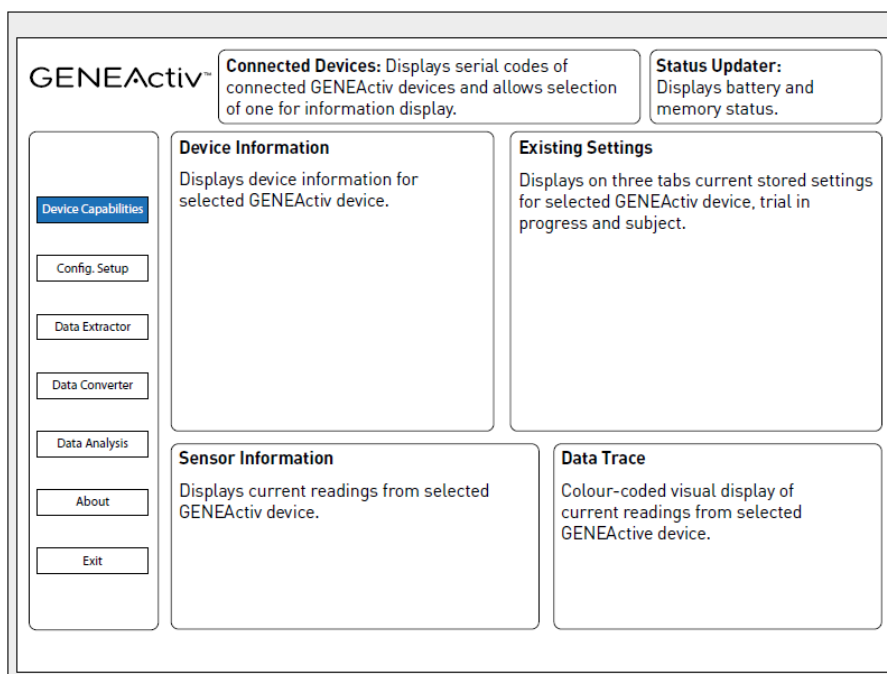 GENEActiv™
Connected Devices: Displays serial codes of
connected GENEActiv devices and allows selection
of one for information display.
Status Updater:
Displays battery and
memory status.
Device Capabilities
Config. Setup
Data Extractor
Data Converter
Data Analysis
About
Exit
Device Information
Displays device information for
selected GENEActiv device.
Existing Settings
Displays on three tabs current stored settings
for selected GENEActiv device, trial in
progress and subject.
Sensor Information
Displays current readings from selected
GENEActiv device.
Data Trace
Colour-coded visual display of
current readings from selected
GENEActive device.